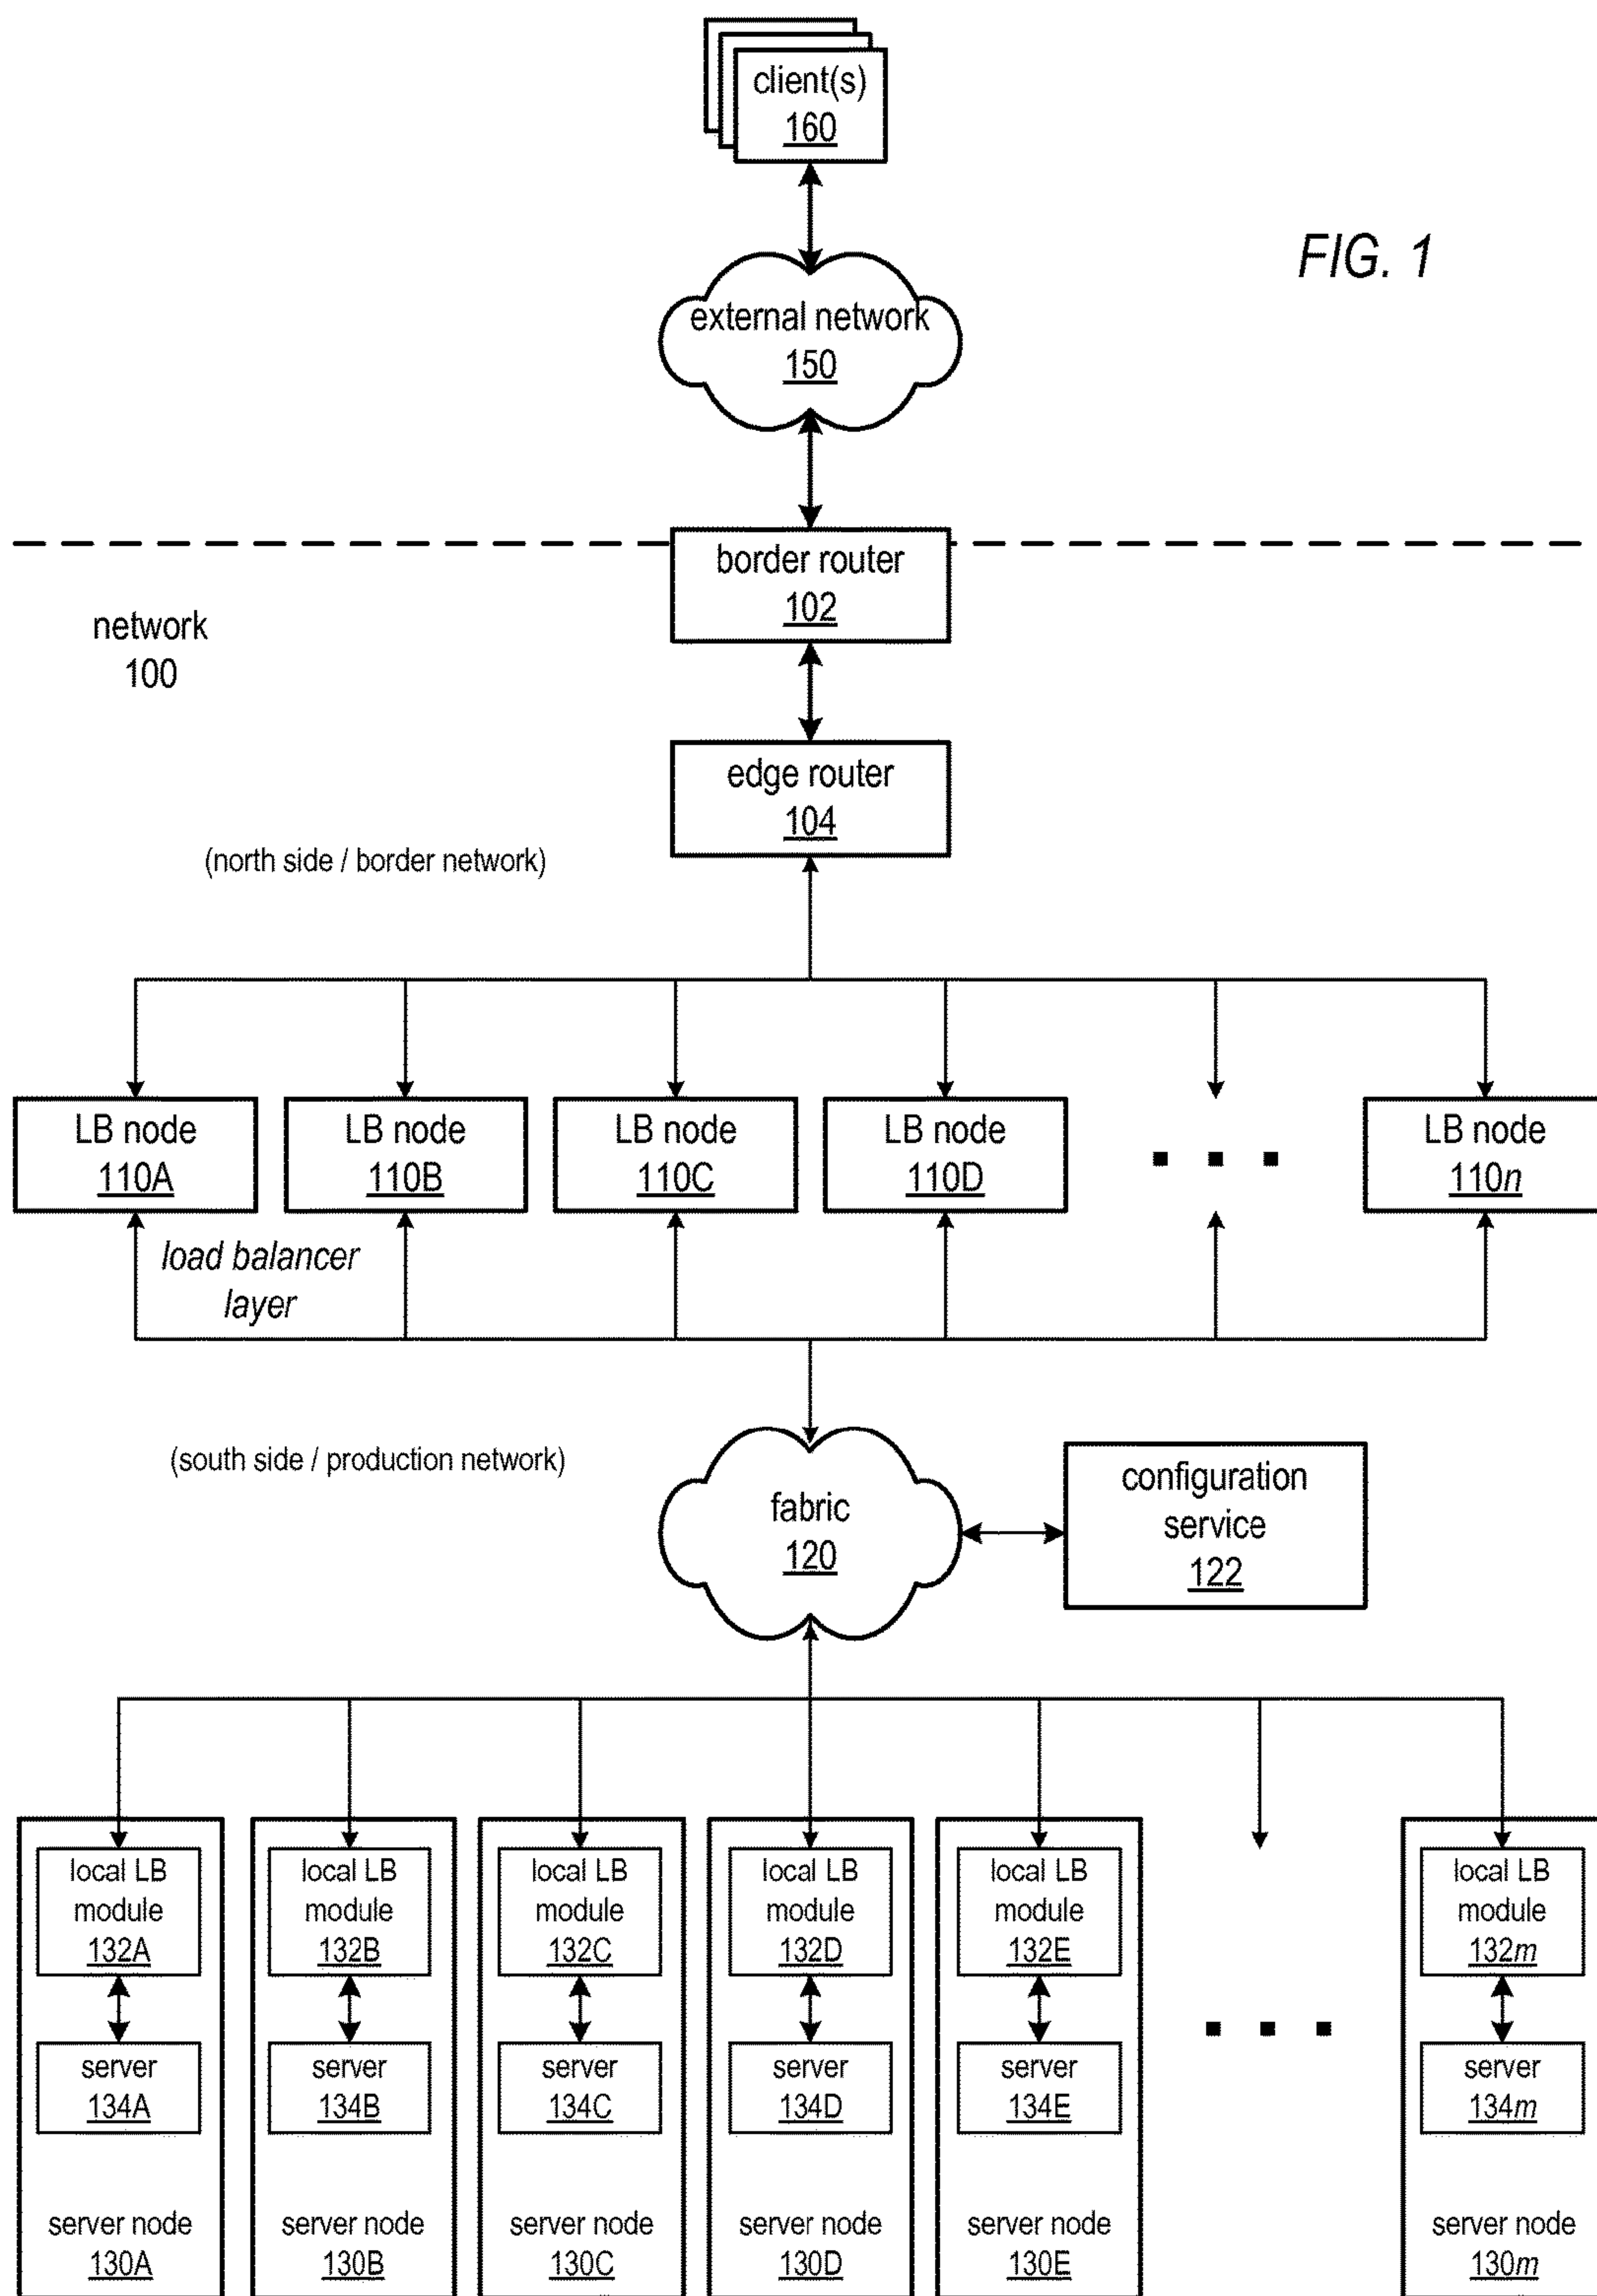 client(s)
160
FIG. 1
external network
150
border router
102
network
100
edge router
104
(north side / border network)
LB node
110A
LB node
110B
LB node
110C
LB node
110D
LB node
110n
load balancer
layer
(south side / production network)
fabric
120
configuration
service
122
local LB
module
132A
server
134A
server node
130A
local LB
module
132B
server
134B
server node
130B
local LB
module
132C
server
134C
server node
130C
local LB
module
132D
server
134D
server node
130D
local LB
module
132E
server
134E
server node
130E
local LB
module
132m
server
134m
server node
130m